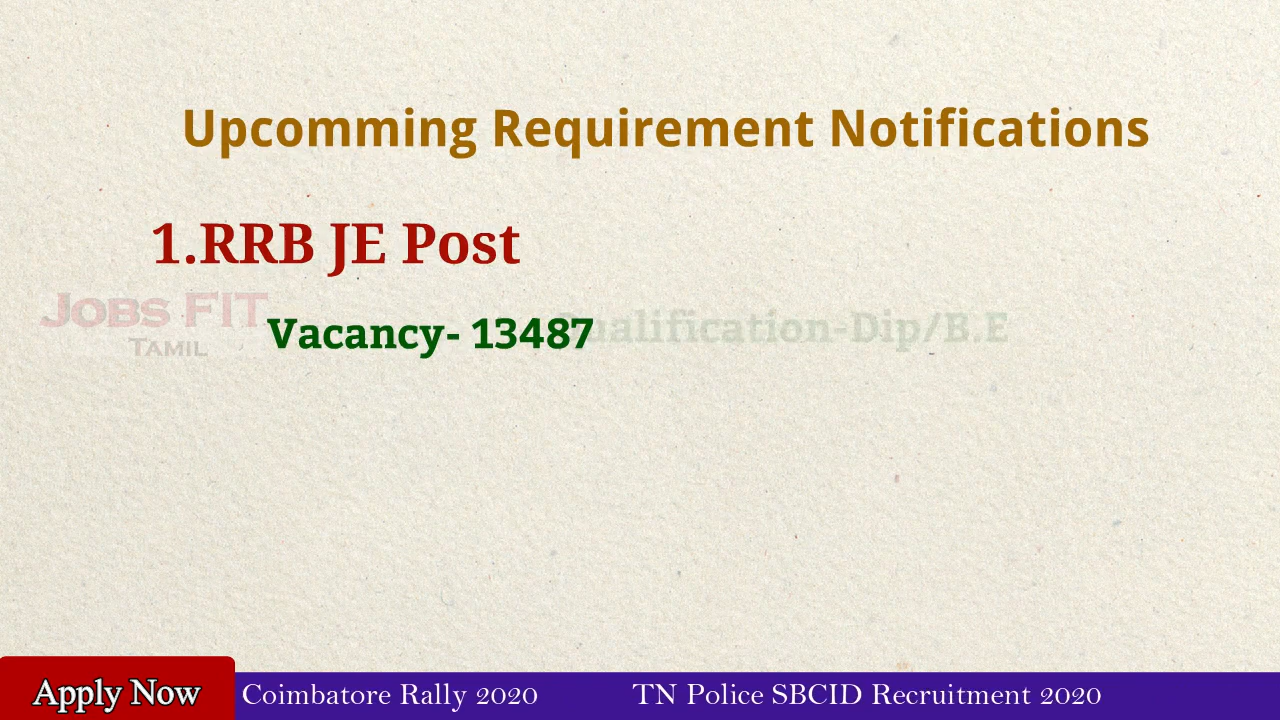 Upcomming Requirement Notifications
1.RRB JE Post
JOBS FIT
TAMIL
Vacancy- 13487 Qualification-Dip/B.E
Apply Now Coimbatore Rally 2020 TN Police SBCID Recruitment 2020